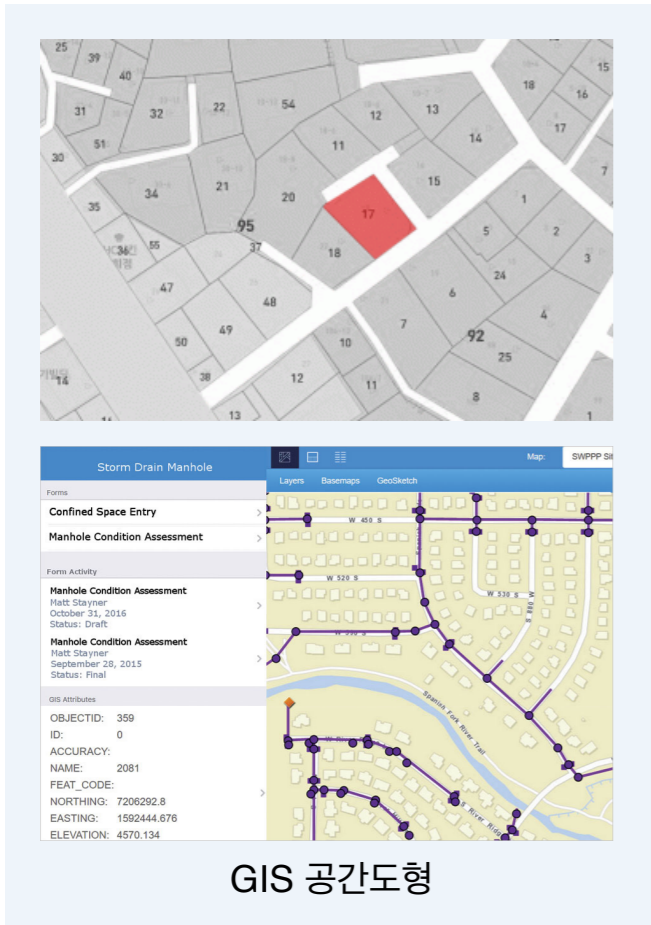 25
39
40
31
32
22
54
12
13
18
15
16
17
11
14
51
30
7
34
21
20
15
1
17
35
95
5
2
36
55
37
18
3
24
47
48
6
4
49
7
50
92
10
25
14
38
12
11
8
13
1
Storm Drain Manhole
Map:
SWPPP Sit
Layers Basemaps GeoSketch
Forms
Confined Space Entry
Manhole Condition Assessment
Form Activity
Manhole Condition Assessment
Matt Stayner
October 31, 2016
Status: Draft
Manhole Condition Assessment
Matt Stayner
September 28, 2015
Status: Final
GIS Attributes
OBJECTID: 359
ID: 0
ACCURACY:
NAME: 2081
FEAT_CODE:
NORTHING: 7206292.8
EASTING: 1592444.676
ELEVATION: 4570.134
W 450 S
W 520 S
W 530 S
S 880 W
Spanish Fork River Trail
S River Ridge
GIS 공간도형